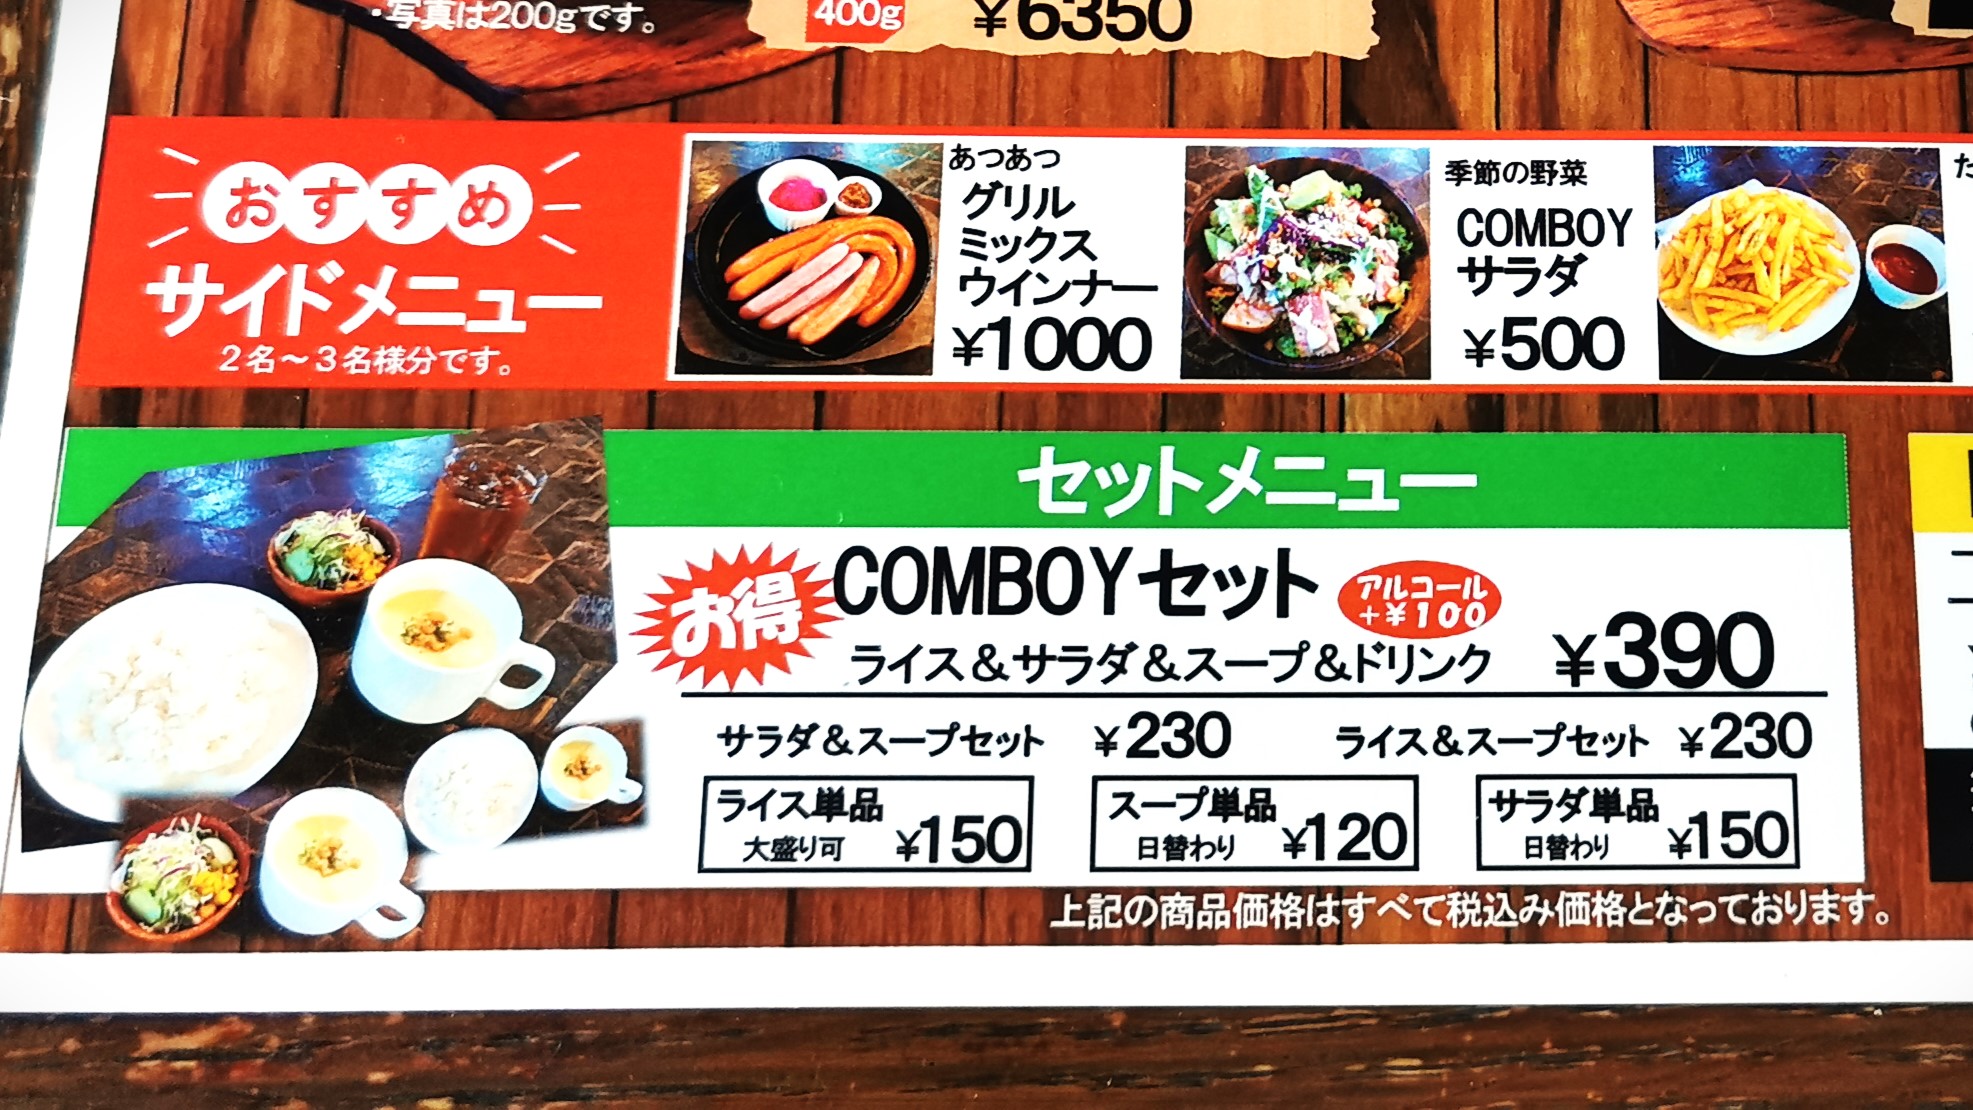 ・写真は200gです。
400g ¥6350
おすすめ
サイドメニュー
2名～3名様分です。
あつあつ
グリル
ミックス
ウインナー
¥1000
季節の野菜
COMBOY
サラダ
¥500
セットメニュー
お得
COMBOYセット
アルコール
+¥100
ライス&サラダ&スープ&ドリンク ¥390
サラダ&スープセット ¥230 ライス&スープセット ¥230
ライス単品
大盛り可 ¥150
スープ単品
日替わり ¥120
サラダ単品
日替わり ¥150
上記の商品価格はすべて税込み価格となっております。